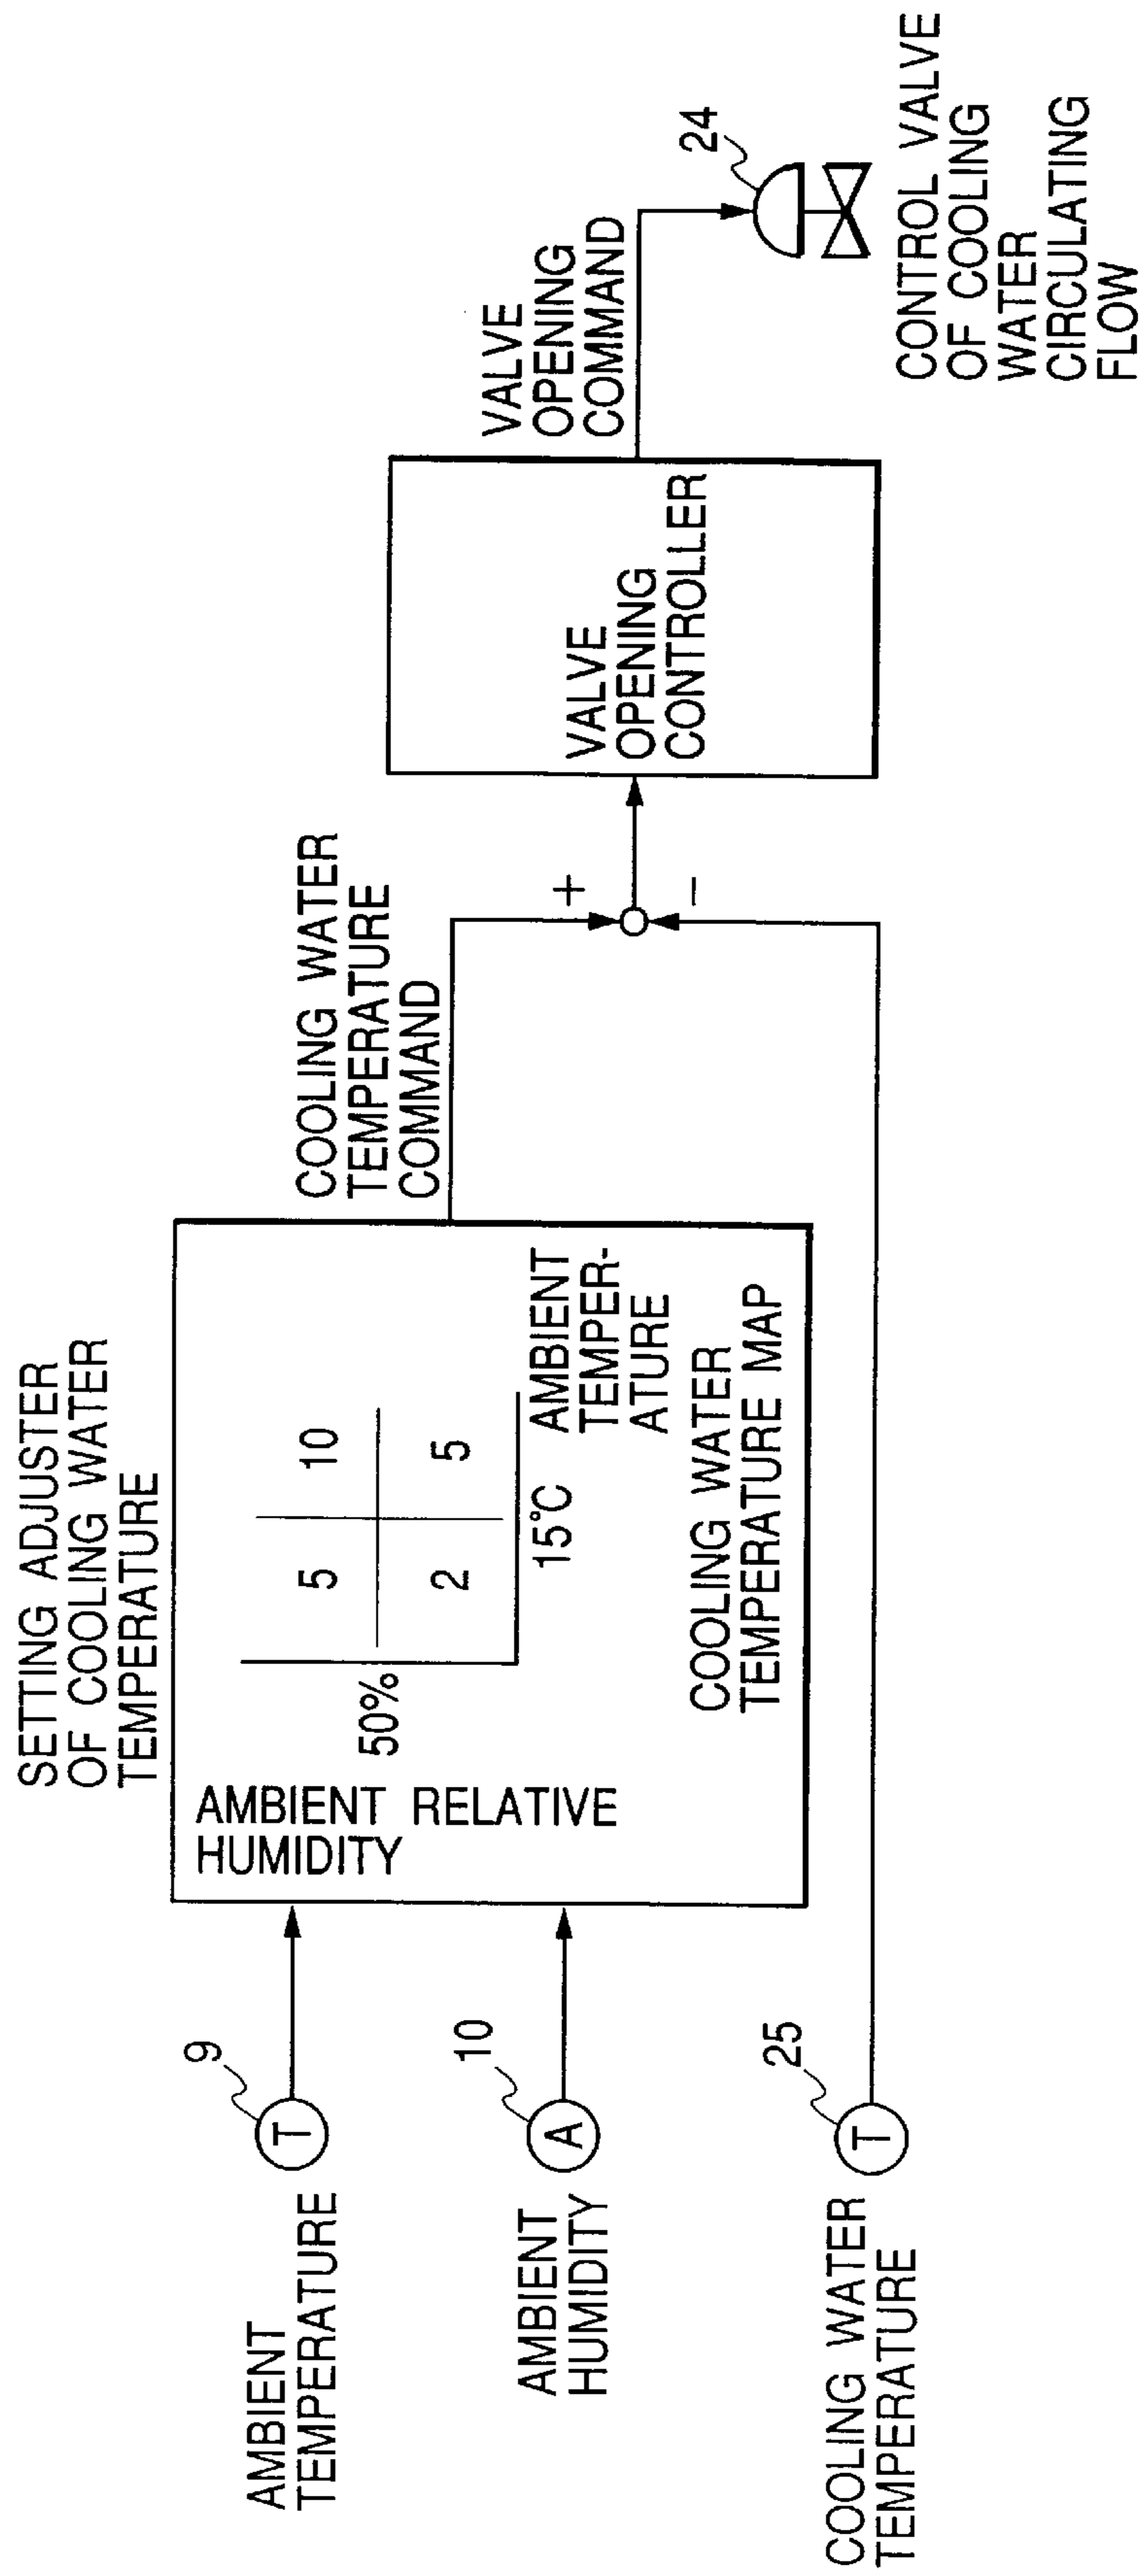 SETTING ADJUSTER
OF COOLING WATER
TEMPERATURE
AMBIENT
TEMPERATURE
9
T
AMBIENT
HUMIDITY
10
A
COOLING WATER
TEMPERATURE
25
T
AMBIENT RELATIVE
HUMIDITY
50%
5
10
2
5
15°C
AMBIENT
TEMPER-
ATURE
COOLING WATER
TEMPERATURE MAP
COOLING WATER
TEMPERATURE
COMMAND
+
−
VALVE
OPENING
CONTROLLER
VALVE
OPENING
COMMAND
24
CONTROL VALVE
OF COOLING
WATER
CIRCULATING
FLOW